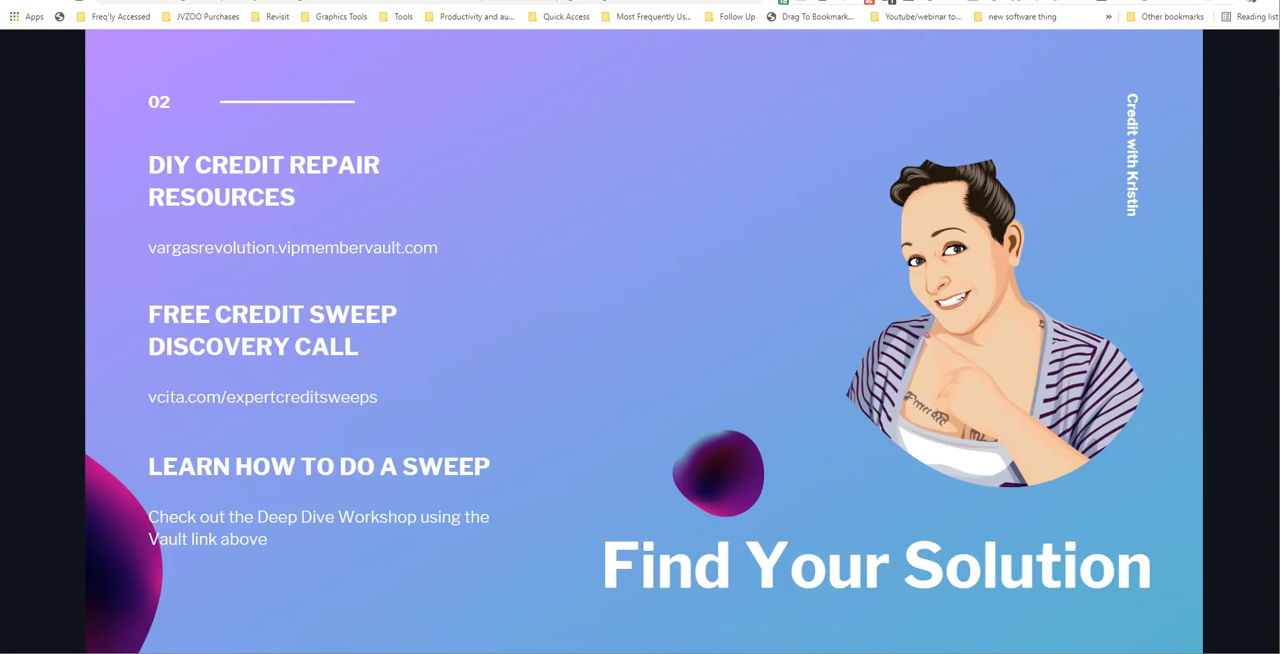 Apps
Freq'ly Accessed
JVZOO Purchases
Revisit
Graphics Tools
Tools
Productivity and au...
Quick Access
Most Frequently Us...
Follow Up
Drag To Bookmark...
Youtube/webinar to...
new software thing
»
Other bookmarks
Reading list
02
Credit with Kristin
DIY CREDIT REPAIR
RESOURCES
vargasrevolution.vipmembervault.com
FREE CREDIT SWEEP
DISCOVERY CALL
vcita.com/expertcreditsweeps
LEARN HOW TO DO A SWEEP
Check out the Deep Dive Workshop using the
Vault link above
Find Your Solution